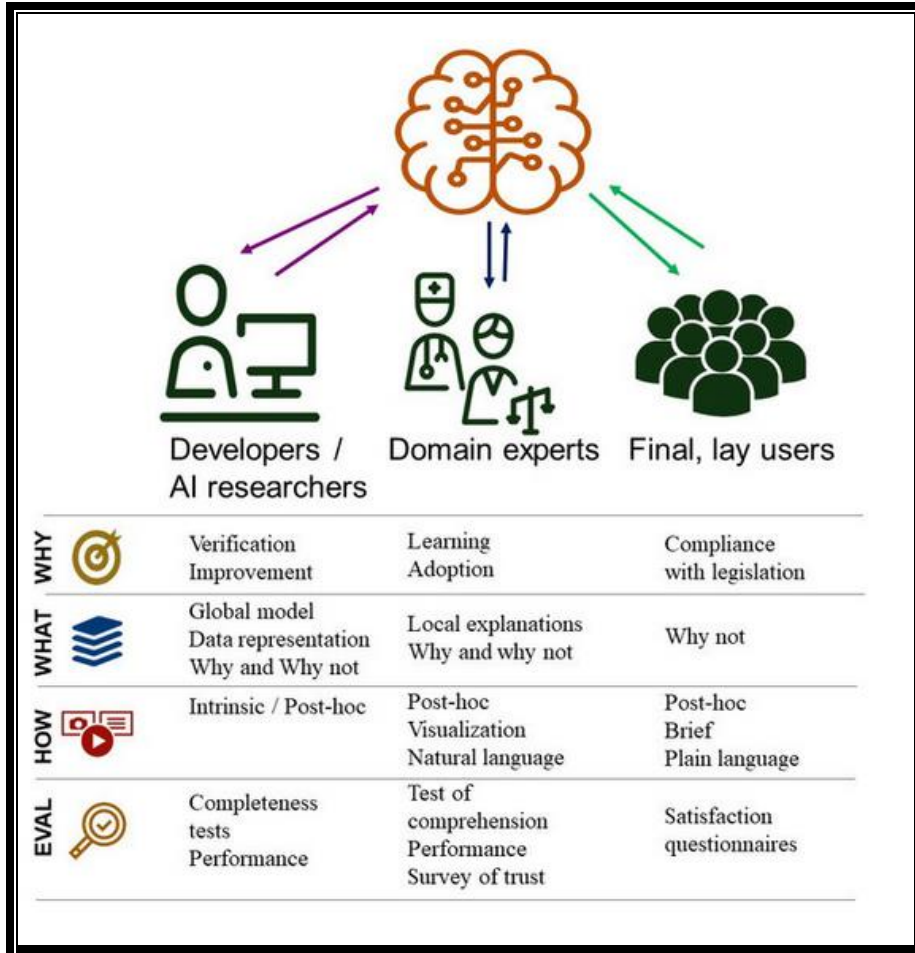 Developers /
AI researchers
Domain experts
Final, lay users
WHY
Verification
Improvement
Learning
Adoption
Compliance
with legislation
WHAT
Global model
Data representation
Why and Why not
Local explanations
Why and why not
Why not
HOW
Intrinsic / Post-hoc
Post-hoc
Visualization
Natural language
Post-hoc
Brief
Plain language
EVAL
Completeness
tests
Performance
Test of
comprehension
Performance
Survey of trust
Satisfaction
questionnaires